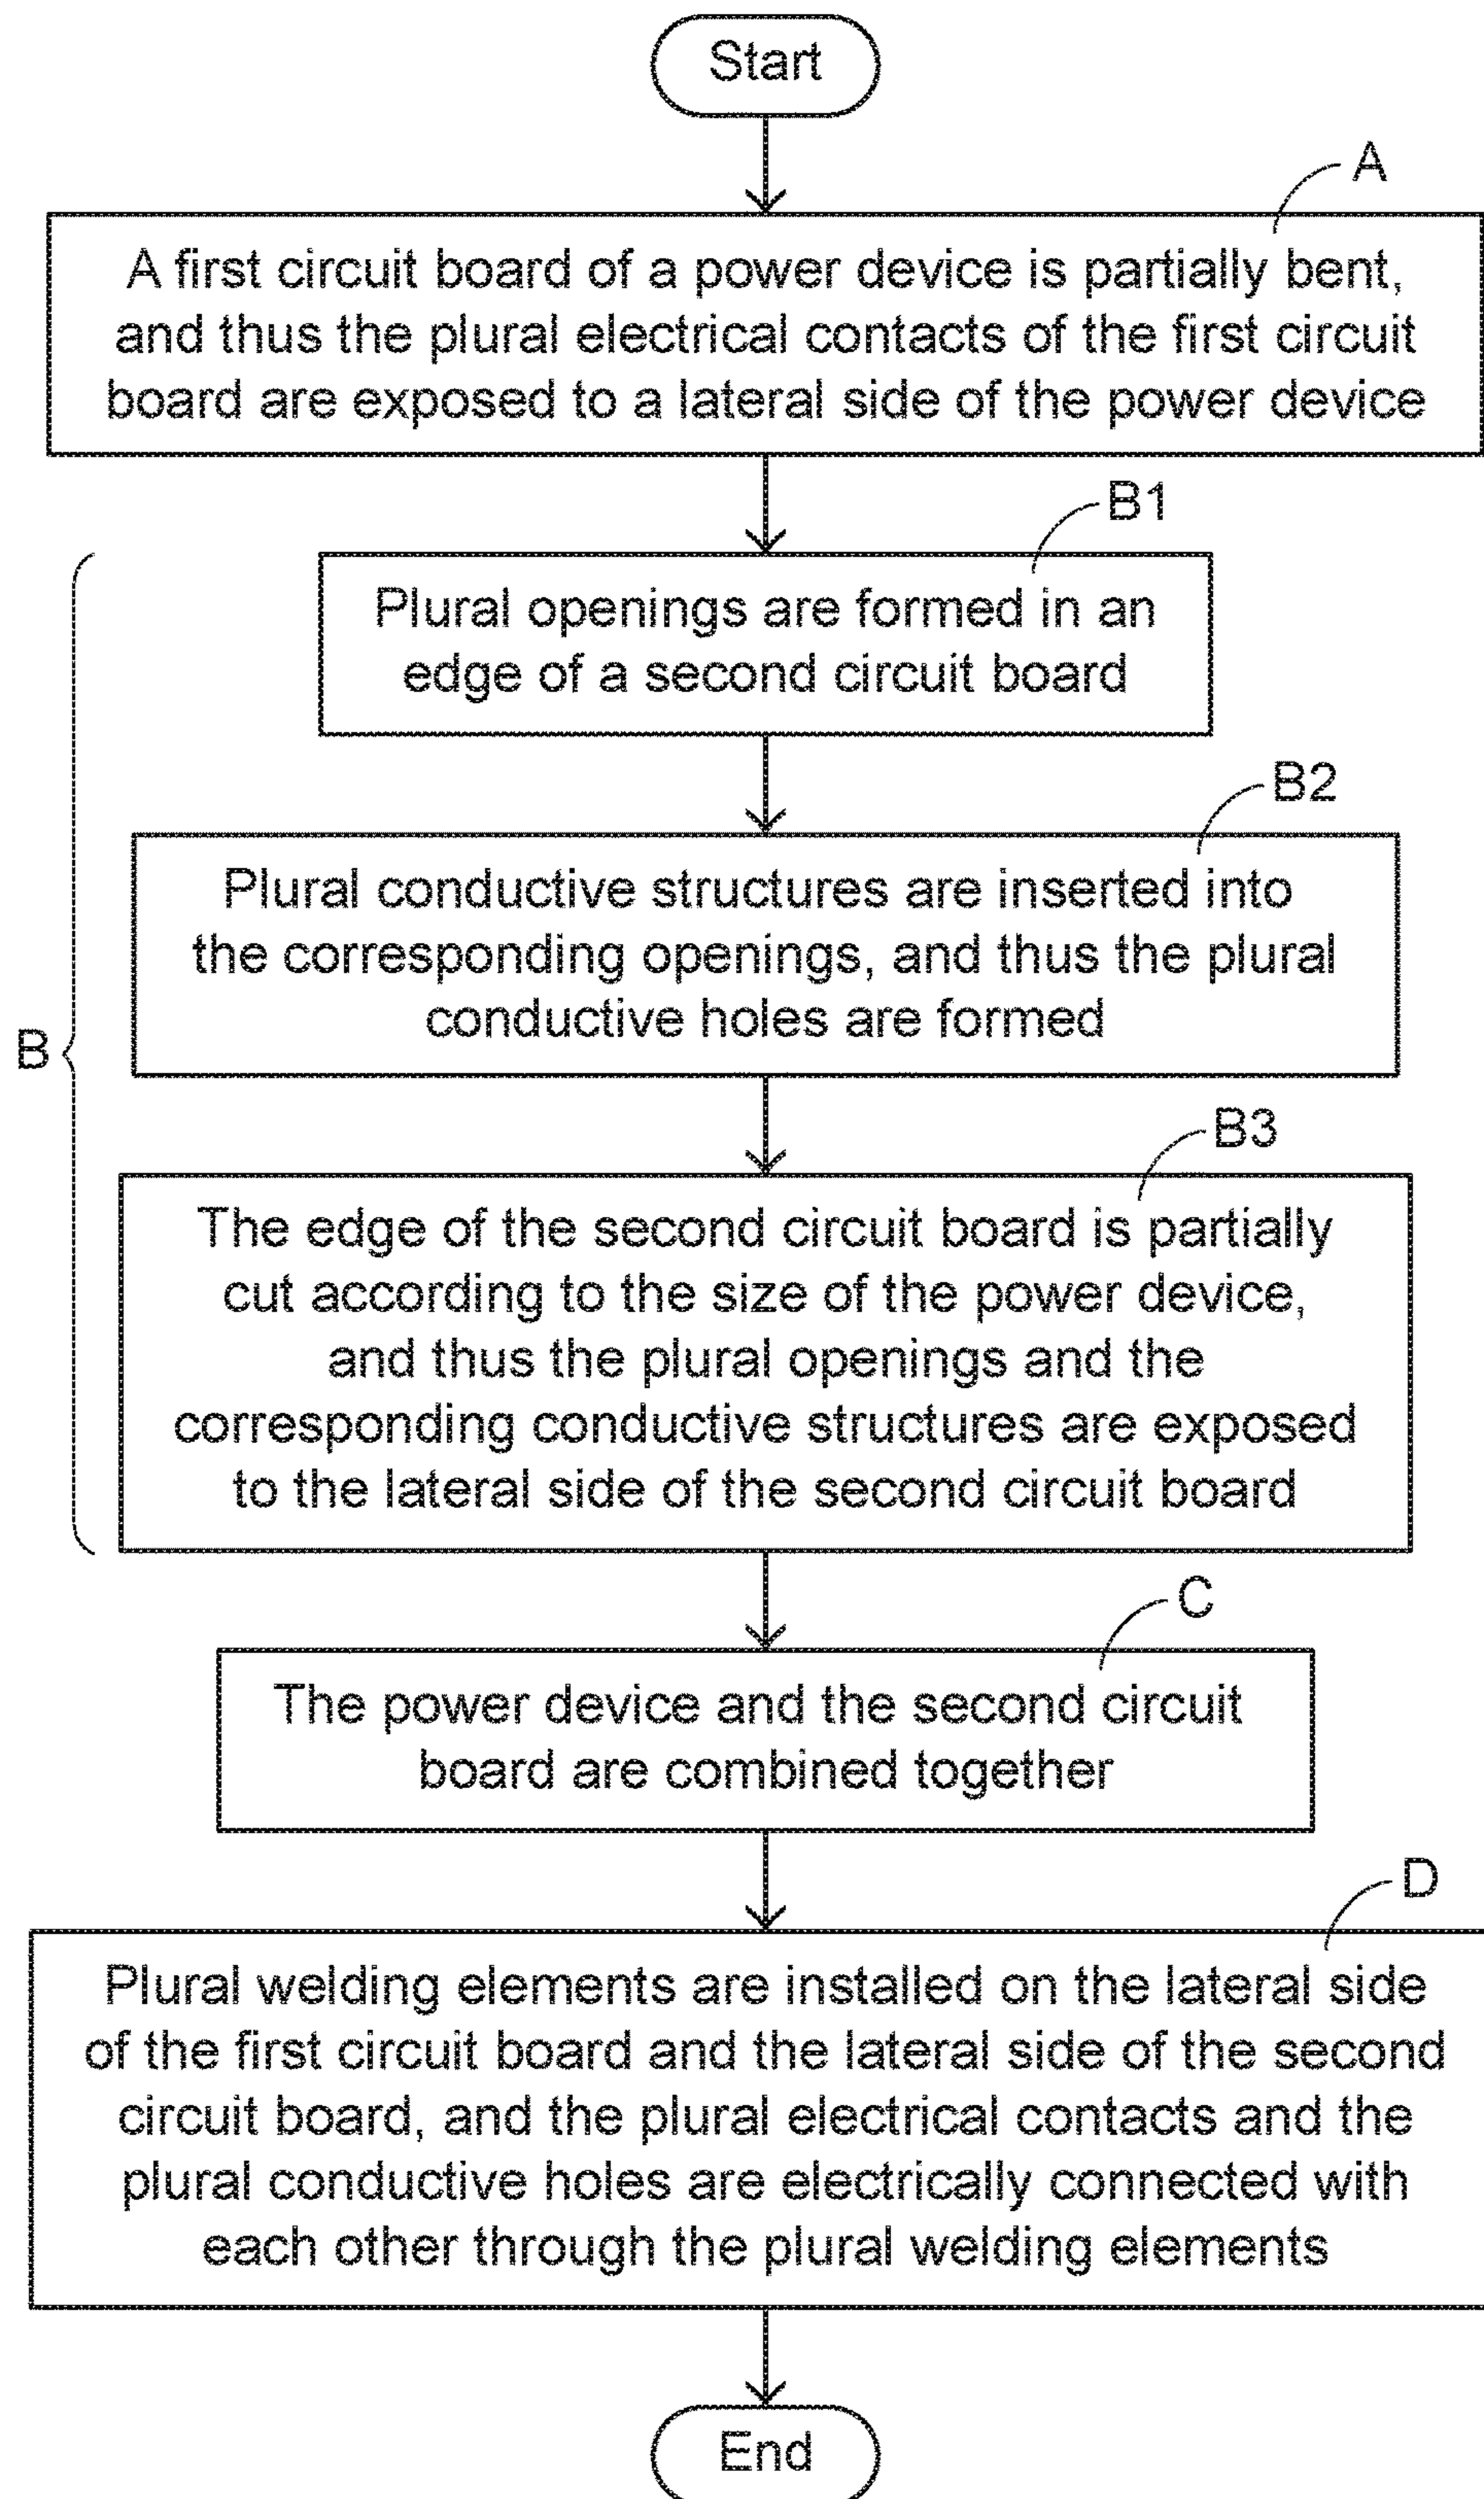 Start
A
A first circuit board of a power device is partially bent,
and thus the plural electrical contacts of the first circuit
board are exposed to a lateral side of the power device
B1
Plural openings are formed in an
edge of a second circuit board
B2
Plural conductive structures are inserted into
the corresponding openings, and thus the plural
conductive holes are formed
B
B3
The edge of the second circuit board is partially
cut according to the size of the power device,
and thus the plural openings and the
corresponding conductive structures are exposed
to the lateral side of the second circuit board
C
The power device and the second circuit
board are combined together
D
Plural welding elements are installed on the lateral side
of the first circuit board and the lateral side of the second
circuit board, and the plural electrical contacts and the
plural conductive holes are electrically connected with
each other through the plural welding elements
End